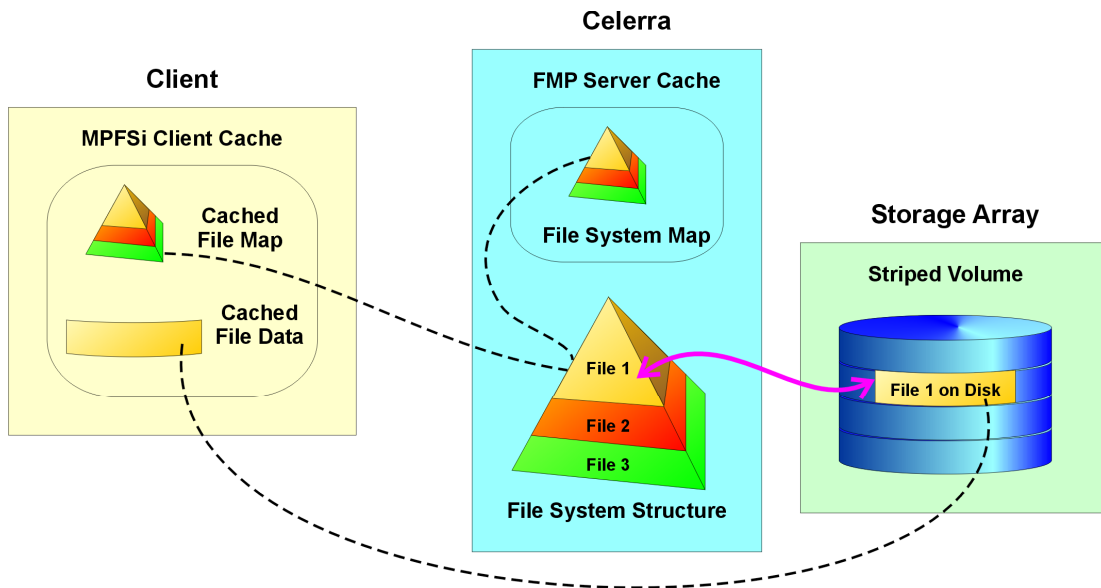 Client
MPFSi Client Cache
Cached
File Map
Cached
File Data
Celerra
FMP Server Cache
File System Map
File 1
File 2
File 3
File System Structure
Storage Array
Striped Volume
File 1 on Disk